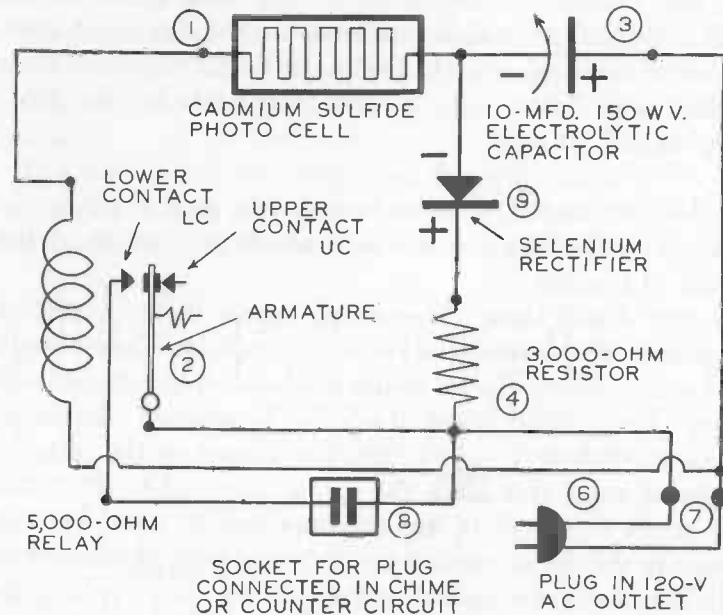 1
3
CADMIUM SULFIDE
PHOTO CELL
10-MFD. 150 WV.
ELECTROLYTIC
CAPACITOR
- +
LOWER
CONTACT
LC
UPPER
CONTACT
UC
-
9
+
SELENIUM
RECTIFIER
ARMATURE
2
3,000-OHM
RESISTOR
4
6
7
8
5,000-OHM
RELAY
SOCKET FOR PLUG
CONNECTED IN CHIME
OR COUNTER CIRCUIT
PLUG IN 120-V
AC OUTLET